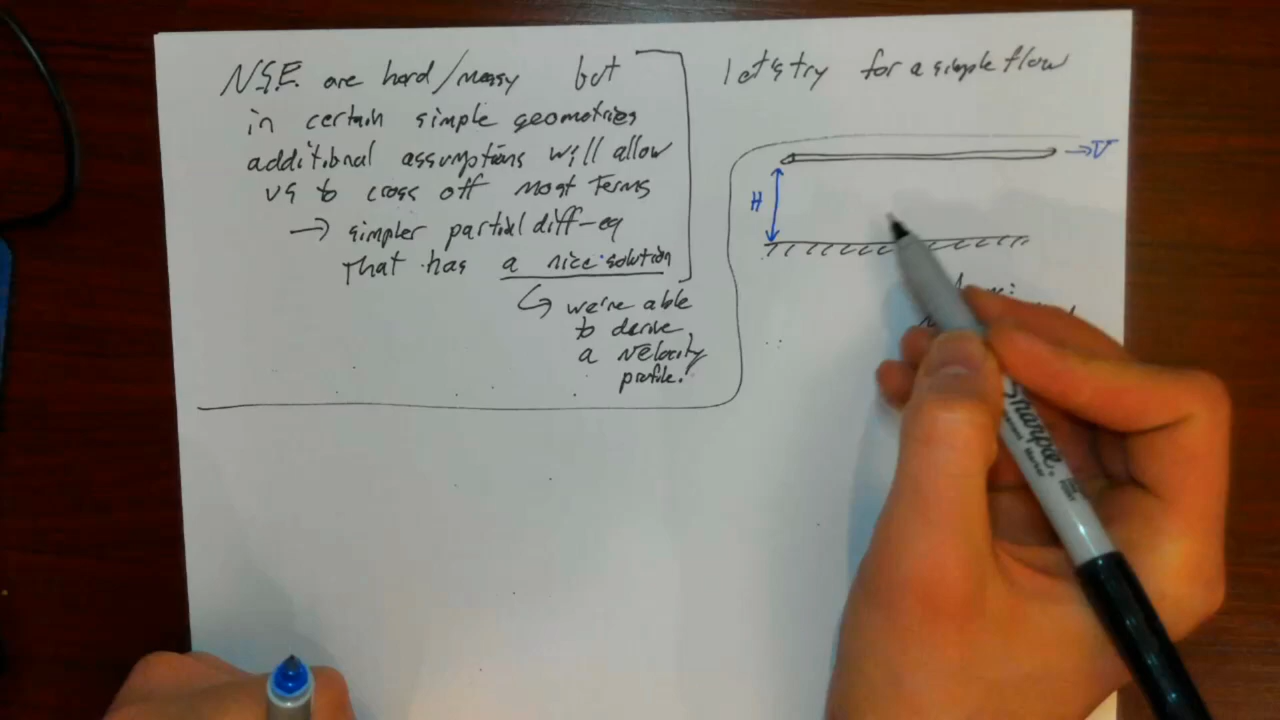 N.S.E. are hard/messy but
in certain simple geometries
additional assumptions will allow
us to cross off most terms
→ simpler partial diff-eq
that has a nice solution
↳ we're able
to derive
a velocity
profile.
let's try for a simple flow
→V
H
Sharpie